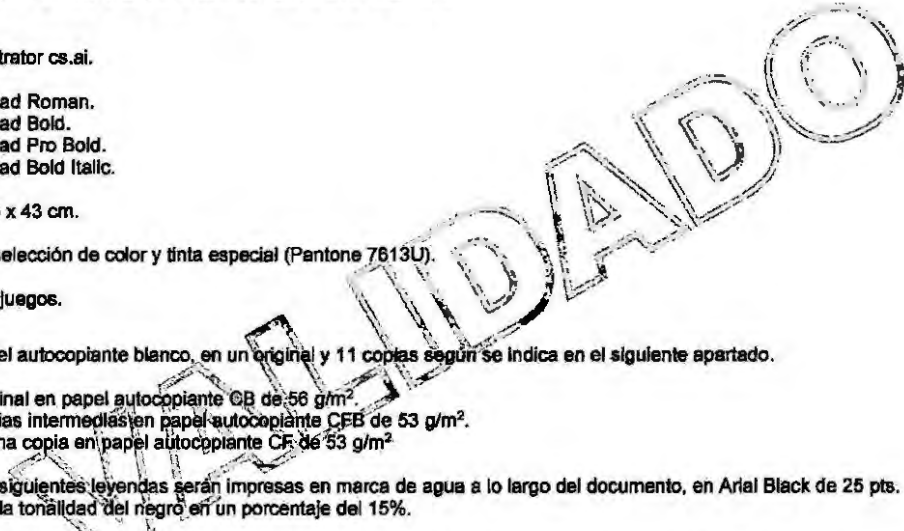 trator cs.ai.
ad Roman.
ad Bold.
ad Pro Bold.
ad Bold Italic.
x 43 cm.
selección de color y tinta especial (Pantone 7613U).
juegos.
el autocopiante blanco, en un original y 11 copias según se indica en el siguiente apartado.
inal en papel autocopiante CB de 56 g/m².
ias intermedias en papel autocopiante CFB de 53 g/m².
na copia en papel autocopiante CF de 53 g/m²
siguientes leyendas serán impresas en marca de agua a lo largo del documento, en Arial Black de 25 pts.
la tonalidad del negro en un porcentaje del 15%.
VALIDADO